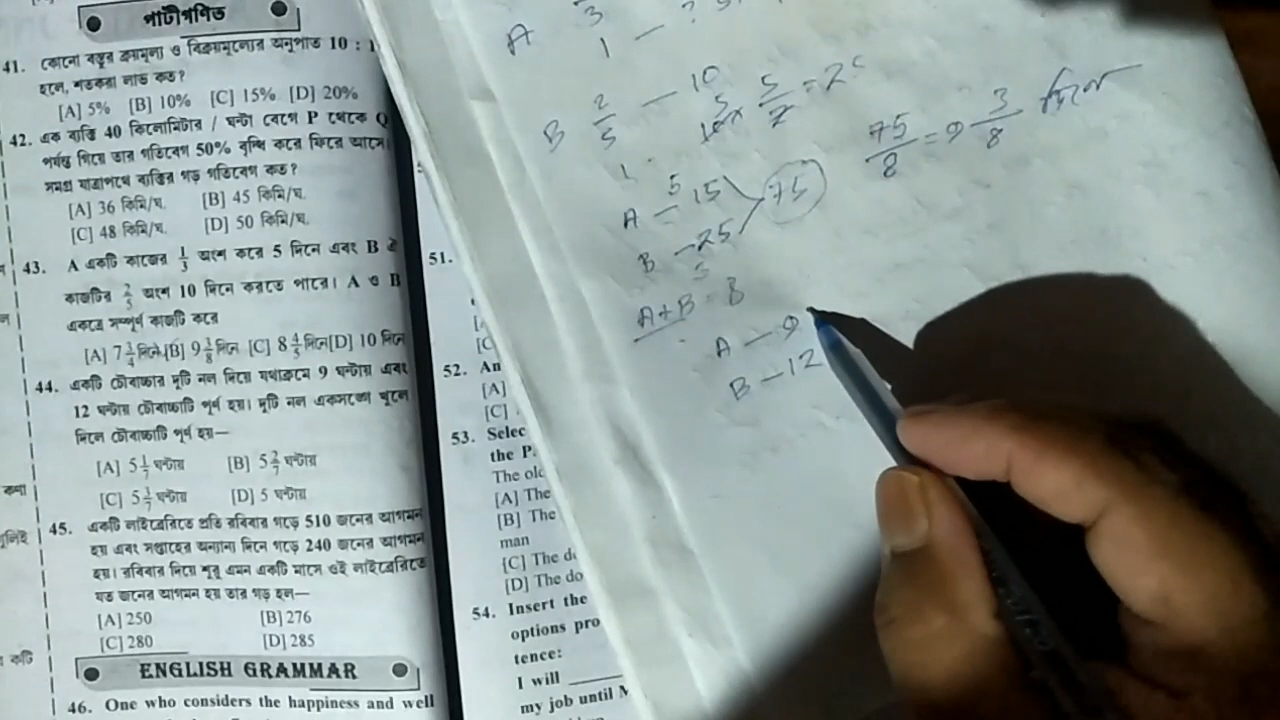 পাটীগণিত
41. কোনো বস্তুর ক্রয়মূল্য ও বিক্রয়মূল্যের অনুপাত 10 : 1
হলে, শতকরা লাভ কত?
[A] 5% [B] 10% [C] 15% [D] 20%
42. এক ব্যক্তি 40 কিলোমিটার / ঘন্টা বেগে P থেকে Q
পর্যন্ত গিয়ে তার গতিবেগ 50% বৃদ্ধি করে ফিরে আসে।
সমগ্র যাত্রাপথে ব্যক্তির গড় গতিবেগ কত?
[A] 36 কিমি/ঘ. [B] 45 কিমি/ঘ.
[C] 48 কিমি/ঘ. [D] 50 কিমি/ঘ.
43. A একটি কাজের 1/3 অংশ করে 5 দিনে এবং B ঐ
কাজটির 2/5 অংশ 10 দিনে করতে পারে। A ও B
একত্রে সম্পূর্ণ কাজটি করে
[A] 7 3/4 দিনে [B] 9 3/8 দিনে [C] 8 4/5 দিনে [D] 10 দিনে
44. একটি চৌবাচ্চার দুটি নল দিয়ে যথাক্রমে 9 ঘন্টায় এবং
12 ঘন্টায় চৌবাচ্চাটি পূর্ণ হয়। দুটি নল একসঙ্গে খুলে
দিলে চৌবাচ্চাটি পূর্ণ হয়—
[A] 5 1/7 ঘন্টায় [B] 5 2/7 ঘন্টায়
[C] 5 3/7 ঘন্টায় [D] 5 ঘন্টায়
45. একটি লাইব্রেরিতে প্রতি রবিবার গড়ে 510 জনের আগমন
হয় এবং সপ্তাহের অন্যান্য দিনে গড়ে 240 জনের আগমন
হয়। রবিবার দিয়ে শুরু এমন একটি মাসে ওই লাইব্রেরিতে
যত জনের আগমন হয় তার গড় হল—
[A] 250 [B] 276
[C] 280 [D] 285
ENGLISH GRAMMAR
46. One who considers the happiness and well
51.
52. An
[A]
[C]
53. Selec
the P
The old
[A] The
[B] The
man
[C] The d
[D] The do
54. Insert the
options pro
tence:
I will
my job until M
A 3
1 —
B 2/5 — 10
5/2 = 25
75/8 = 9 3/8 দিনে
1
A — 15 5
75
B — 25 3
A+B = 8
A — 9
B — 12